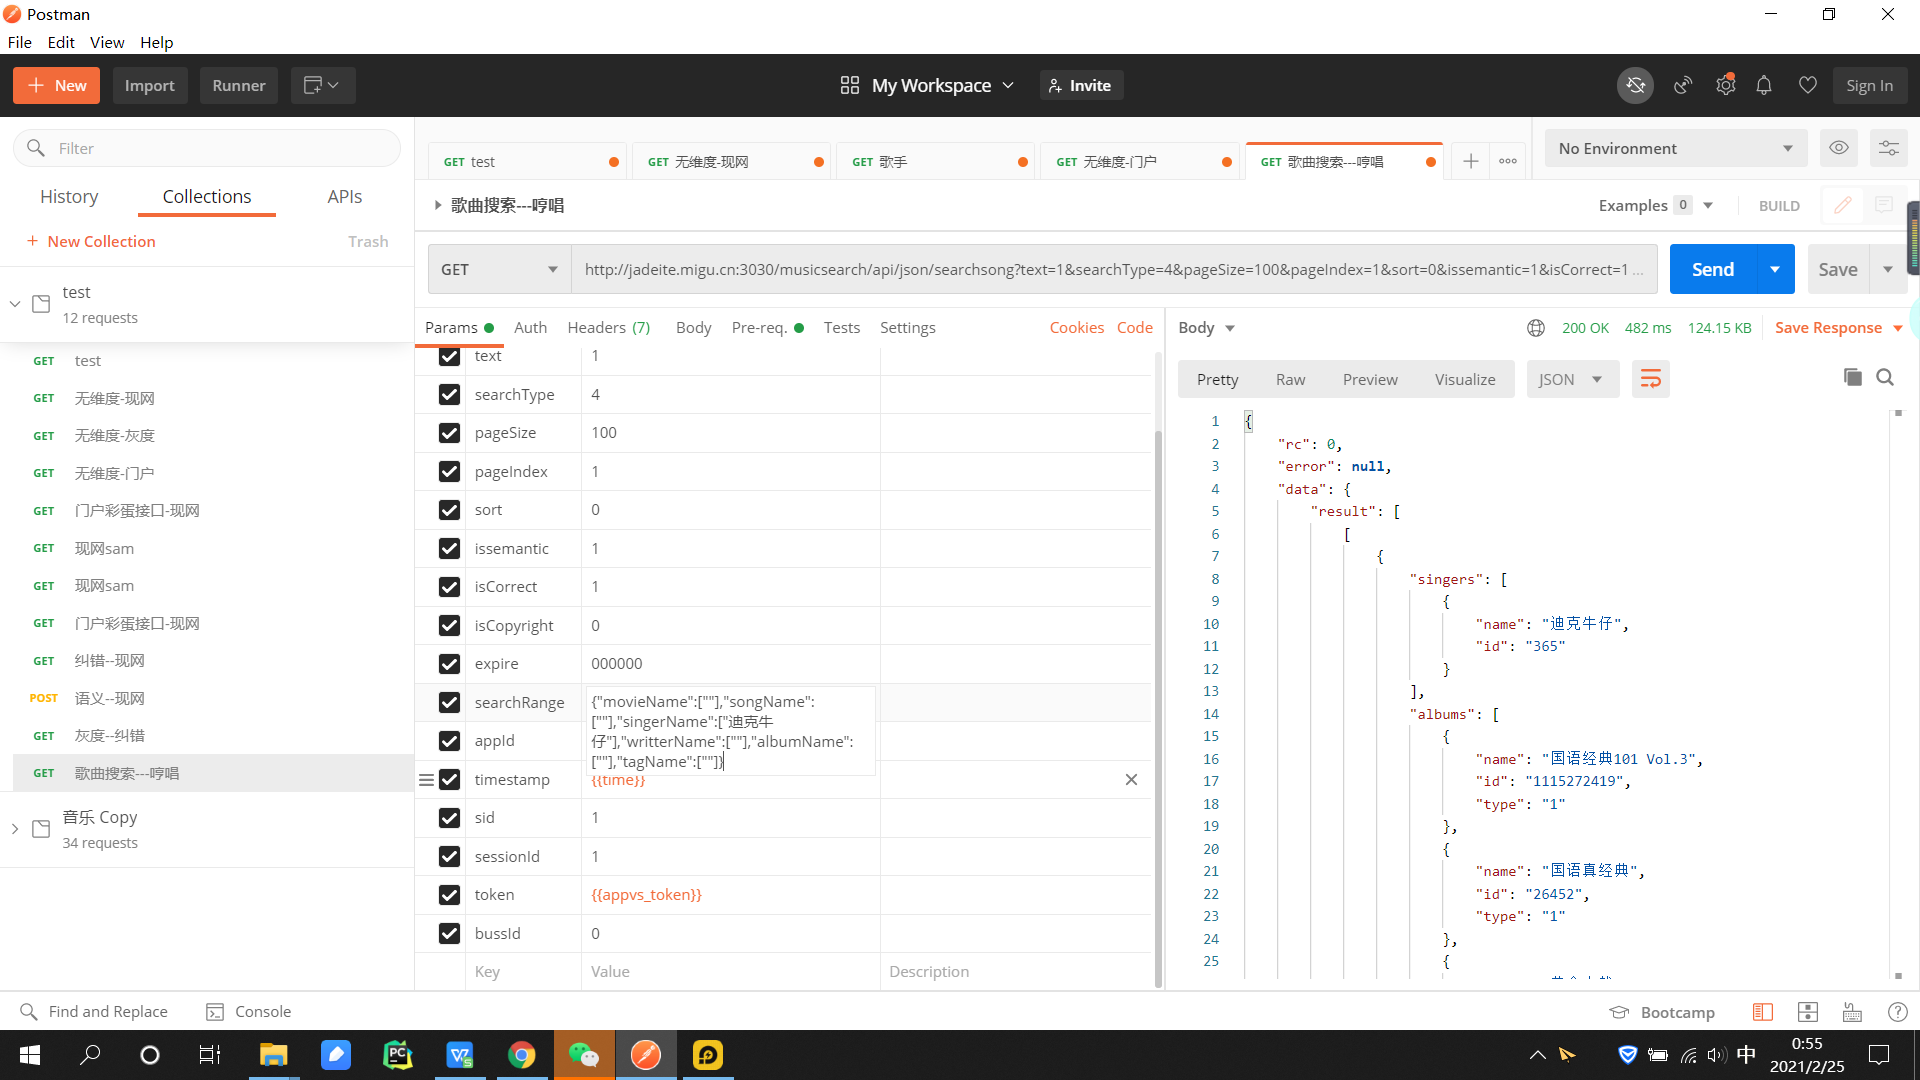 Postman
File Edit View Help
New Import Runner My Workspace Invite Sign In
Filter
History Collections APIs
+ New Collection Trash
test
12 requests
GET test
GET 无维度-现网
GET 无维度-灰度
GET 无维度-门户
GET 门户彩蛋接口-现网
GET 现网sam
GET 现网sam
GET 门户彩蛋接口-现网
GET 纠错--现网
POST 语义--现网
GET 灰度--纠错
GET 歌曲搜索---哼唱
音乐 Copy
34 requests
GET test GET 无维度-现网 GET 歌手 GET 无维度-门户 GET 歌曲搜索---哼唱
No Environment
歌曲搜索---哼唱 Examples 0 BUILD
GET http://jadeite.migu.cn:3030/musicsearch/api/json/searchsong?text=1&searchType=4&pageSize=100&pageIndex=1&sort=0&issemantic=1&isCorrect=1 ... Send Save
Params Auth Headers (7) Body Pre-req. Tests Settings Cookies Code
text 1
searchType 4
pageSize 100
pageIndex 1
sort 0
issemantic 1
isCorrect 1
isCopyright 0
expire 000000
searchRange {"movieName":[""],"songName":
[""],"singerName":["迪克牛
仔"],"writterName":[""],"albumName":
[""],"tagName":[""]}
appId
timestamp {{time}}
sid 1
sessionId 1
token {{appvs_token}}
bussId 0
Key Value Description
Body 200 OK 482 ms 124.15 KB Save Response
Pretty Raw Preview Visualize JSON
1 {
2 "rc": 0,
3 "error": null,
4 "data": {
5 "result": [
6 [
7 {
8 "singers": [
9 {
10 "name": "迪克牛仔",
11 "id": "365"
12 }
13 ],
14 "albums": [
15 {
16 "name": "国语经典101 Vol.3",
17 "id": "1115272419",
18 "type": "1"
19 },
20 {
21 "name": "国语真经典",
22 "id": "26452",
23 "type": "1"
24 },
25 {
Find and Replace Console Bootcamp
中 0:55
2021/2/25